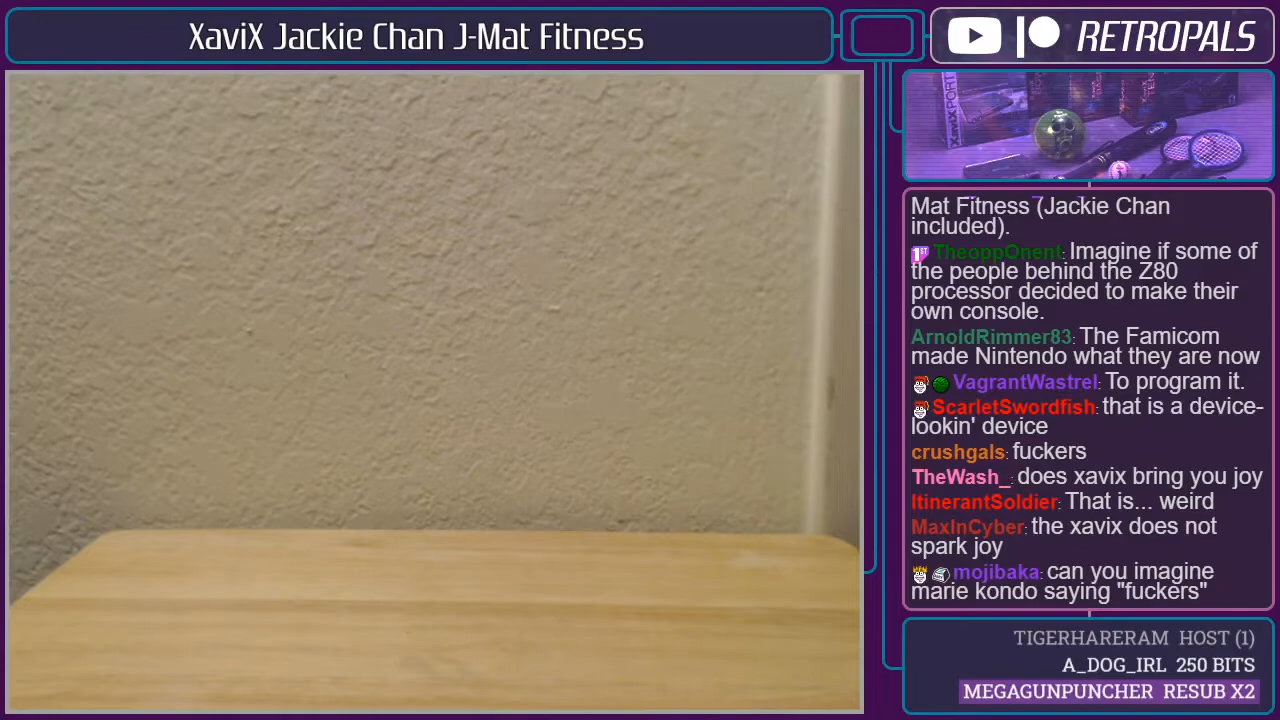 XaviX Jackie Chan J-Mat Fitness
RETROPALS
Mat Fitness (Jackie Chan
included).
TheoppOnent: Imagine if some of
the people behind the Z80
processor decided to make their
own console.
ArnoldRimmer83: The Famicom
made Nintendo what they are now
VagrantWastrel: To program it.
ScarletSwordfish: that is a device-
lookin' device
crushgals: fuckers
TheWash_: does xavix bring you joy
ItinerantSoldier: That is... weird
MaxInCyber: the xavix does not
spark joy
mojibaka: can you imagine
marie kondo saying "fuckers"
TIGERHARERAM HOST (1)
A_DOG_IRL 250 BITS
MEGAGUNPUNCHER RESUB X2